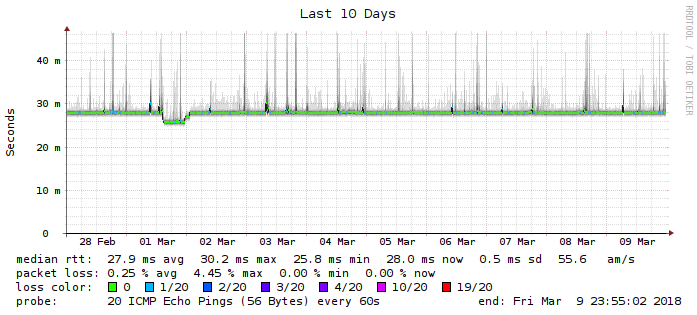 Last 10 Days
RRDTOOL / TOBI OETIKER
Seconds
40 m
30 m
20 m
10 m
0
28 Feb 01 Mar 02 Mar 03 Mar 04 Mar 05 Mar 06 Mar 07 Mar 08 Mar 09 Mar
median rtt: 27.9 ms avg 30.2 ms max 25.8 ms min 28.0 ms now 0.5 ms sd 55.6 am/s
packet loss: 0.25 % avg 4.45 % max 0.00 % min 0.00 % now
loss color: 0 1/20 2/20 3/20 4/20 10/20 19/20
probe: 20 ICMP Echo Pings (56 Bytes) every 60s end: Fri Mar 9 23:55:02 2018